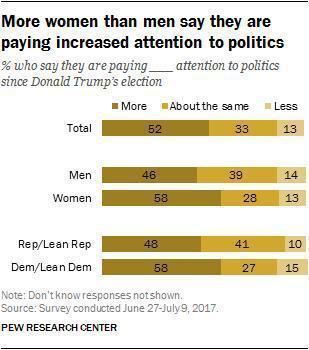 More women than men say they are
paying increased attention to politics
% who say they are paying ____ attention to politics
since Donald Trump's election
More About the same Less
Total 52 33 13
Men 46 39 14
Women 58 28 13
Rep/Lean Rep 48 41 10
Dem/Lean Dem 58 27 15
Note: Don't know responses not shown.
Source: Survey conducted June 27-July9, 2017.
PEW RESEARCH CENTER